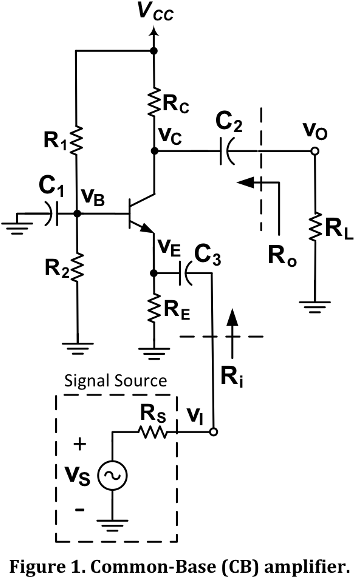 VCC
RC
R1
vC
C2
vO
C1
vB
RL
R2
vE
C3
Ro
RE
Ri
Signal Source
RS
vI
+
vS
-
Figure 1. Common-Base (CB) amplifier.